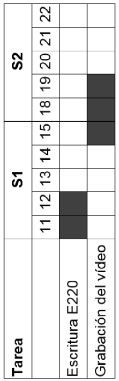 Tarea S1 S2
11 12 13 14 15 18 19 20 21 22
Escritura E220
Grabación del vídeo